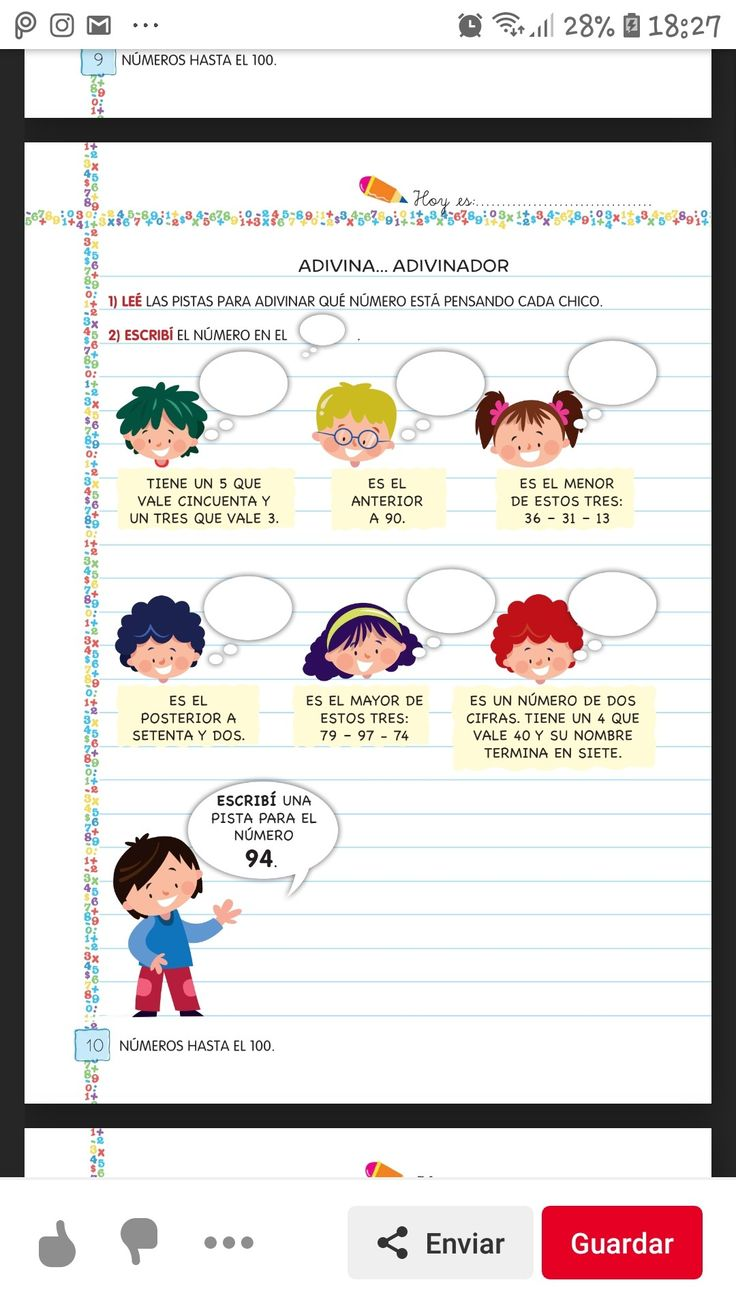 28% 18:27
9 NÚMEROS HASTA EL 100.
Hoy es:
ADIVINA... ADIVINADOR
1) LEÉ LAS PISTAS PARA ADIVINAR QUÉ NÚMERO ESTÁ PENSANDO CADA CHICO.
2) ESCRIBÍ EL NÚMERO EN EL .
TIENE UN 5 QUE
VALE CINCUENTA Y
UN TRES QUE VALE 3.
ES EL
ANTERIOR
A 90.
ES EL MENOR
DE ESTOS TRES:
36 - 31 - 13
ES EL
POSTERIOR A
SETENTA Y DOS.
ES EL MAYOR DE
ESTOS TRES:
79 - 97 - 74
ES UN NÚMERO DE DOS
CIFRAS. TIENE UN 4 QUE
VALE 40 Y SU NOMBRE
TERMINA EN SIETE.
ESCRIBÍ UNA
PISTA PARA EL
NÚMERO
94.
10 NÚMEROS HASTA EL 100.
Enviar
Guardar